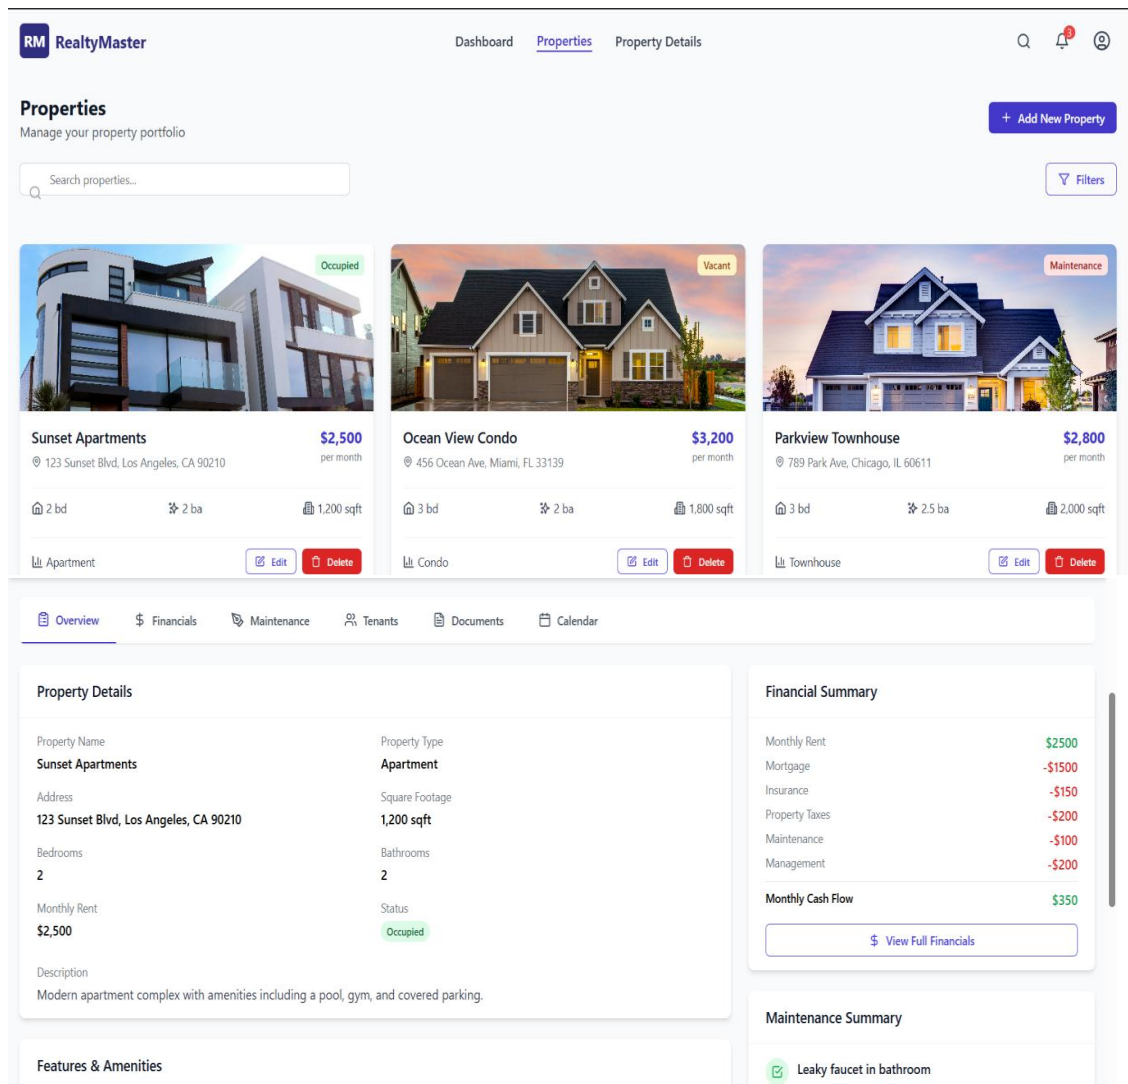 RM RealtyMaster
Dashboard Properties Property Details
3
Properties
Manage your property portfolio
+ Add New Property
Search properties...
Filters
Occupied
Vacant
Maintenance
Sunset Apartments $2,500
123 Sunset Blvd, Los Angeles, CA 90210 per month
2 bd 2 ba 1,200 sqft
Apartment Edit Delete
Ocean View Condo $3,200
456 Ocean Ave, Miami, FL 33139 per month
3 bd 2 ba 1,800 sqft
Condo Edit Delete
Parkview Townhouse $2,800
789 Park Ave, Chicago, IL 60611 per month
3 bd 2.5 ba 2,000 sqft
Townhouse Edit Delete
Overview $ Financials Maintenance Tenants Documents Calendar
Property Details
Property Name Property Type
Sunset Apartments Apartment
Address Square Footage
123 Sunset Blvd, Los Angeles, CA 90210 1,200 sqft
Bedrooms Bathrooms
2 2
Monthly Rent Status
$2,500 Occupied
Description
Modern apartment complex with amenities including a pool, gym, and covered parking.
Features & Amenities
Financial Summary
Monthly Rent $2500
Mortgage -$1500
Insurance -$150
Property Taxes -$200
Maintenance -$100
Management -$200
Monthly Cash Flow $350
$ View Full Financials
Maintenance Summary
Leaky faucet in bathroom